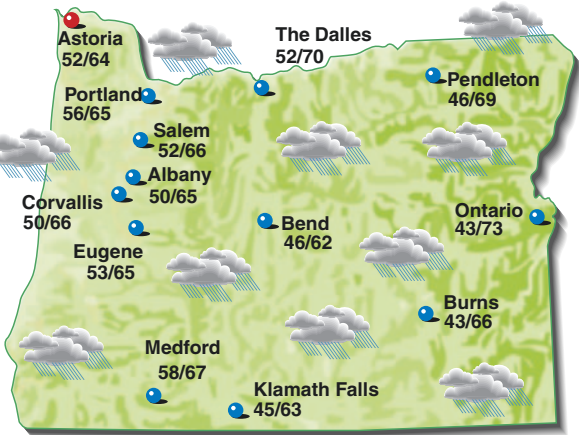 Astoria
52/64
The Dalles
52/70
Portland
56/65
Pendleton
46/69
Salem
52/66
Albany
50/65
Corvallis
50/66
Ontario
43/73
Bend
46/62
Eugene
53/65
Burns
43/66
Medford
58/67
Klamath Falls
45/63